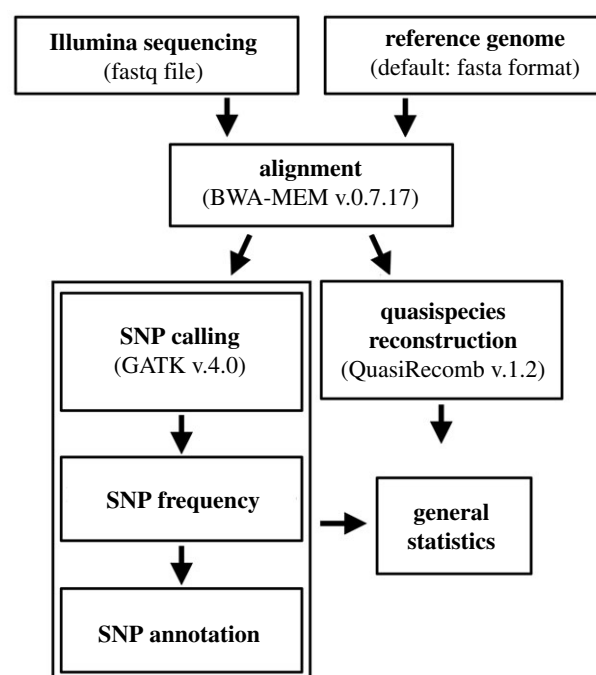 Illumina sequencing
(fastq file)
reference genome
(default: fasta format)
alignment
(BWA-MEM v.0.7.17)
SNP calling
(GATK v.4.0)
quasispecies
reconstruction
(QuasiRecomb v.1.2)
SNP frequency
general
statistics
SNP annotation